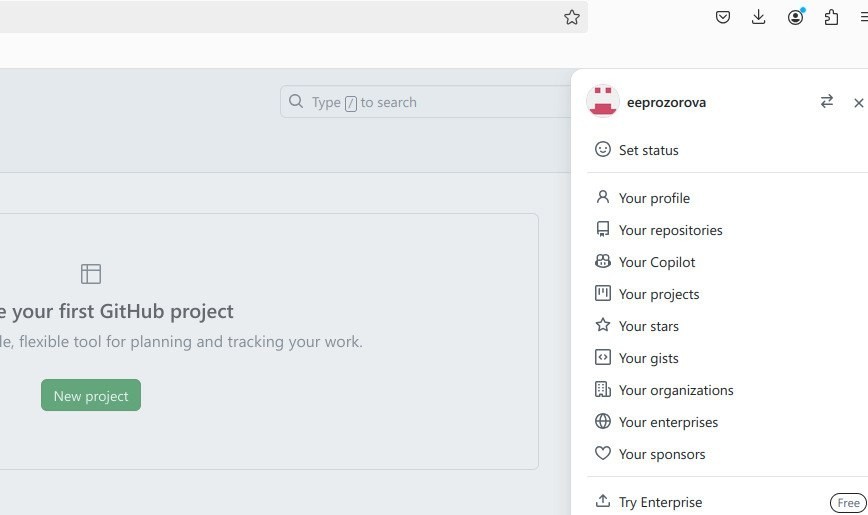 Type / to search
eeprozorova
Set status
Your profile
Your repositories
Your Copilot
Your projects
Your stars
Your gists
Your organizations
Your enterprises
Your sponsors
Try Enterprise Free
your first GitHub project
flexible tool for planning and tracking your work.
New project